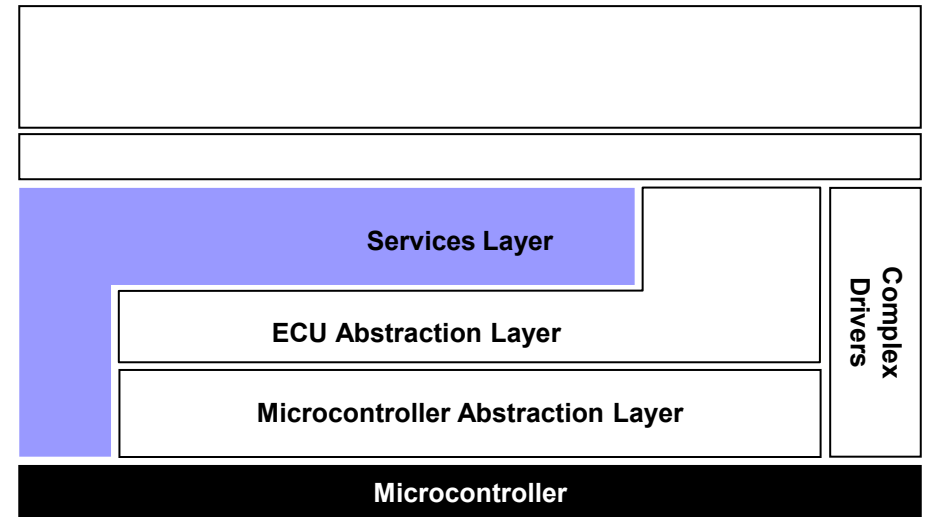 Services Layer
Complex
Drivers
ECU Abstraction Layer
Microcontroller Abstraction Layer
Microcontroller